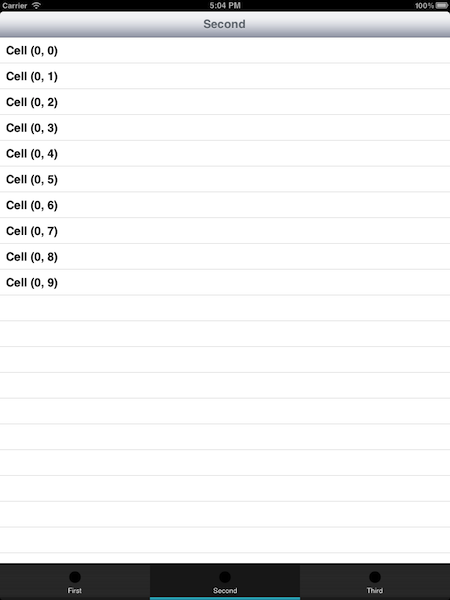 Carrier 5:04 PM 100%
Second
Cell (0, 0)
Cell (0, 1)
Cell (0, 2)
Cell (0, 3)
Cell (0, 4)
Cell (0, 5)
Cell (0, 6)
Cell (0, 7)
Cell (0, 8)
Cell (0, 9)
First Second Third